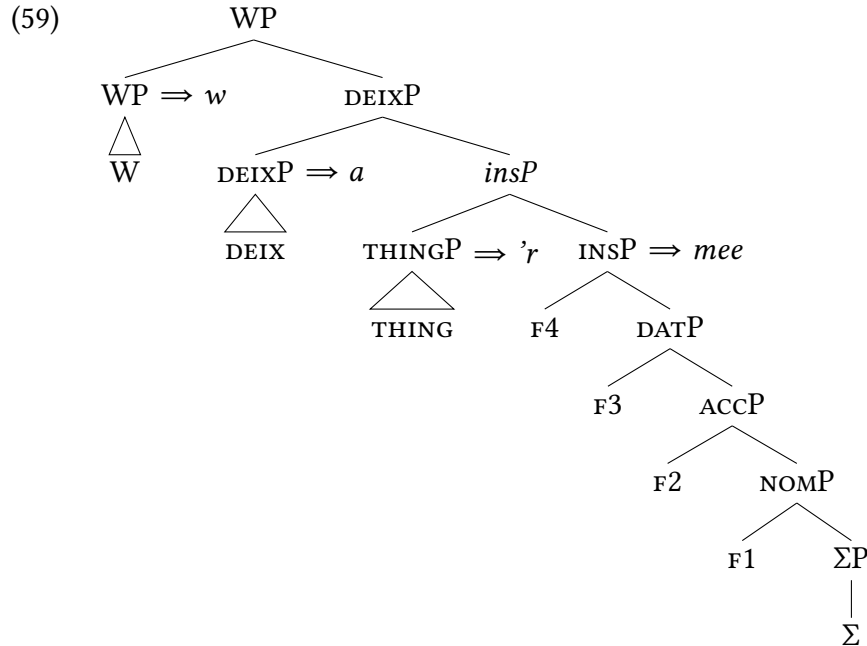 (59) WP
WP ⇒ w DEIXP
W DEIXP ⇒ a insP
DEIX THINGP ⇒ ’r INSP ⇒ mee
THING F4 DATP
F3 ACCP
F2 NOMP
F1 ΣP
Σ